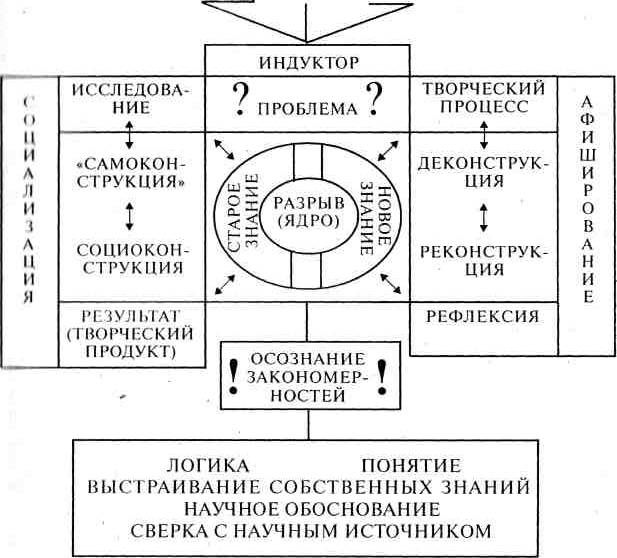 ИНДУКТОР
СОЦИАЛИЗАЦИЯ
ИССЛЕДОВА-
НИЕ
? ПРОБЛЕМА ?
ТВОРЧЕСКИЙ
ПРОЦЕСС
АФИШИРОВАНИЕ
«САМОКОН-
СТРУКЦИЯ»
СОЦИОКОН-
СТРУКЦИЯ
СТАРОЕ
ЗНАНИЕ
РАЗРЫВ
(ЯДРО)
НОВОЕ
ЗНАНИЕ
ДЕКОНСТРУК-
ЦИЯ
РЕКОНСТРУК-
ЦИЯ
РЕЗУЛЬТАТ
(ТВОРЧЕСКИЙ
ПРОДУКТ)
РЕФЛЕКСИЯ
! ОСОЗНАНИЕ !
ЗАКОНОМЕР-
НОСТЕЙ
ЛОГИКА ПОНЯТИЕ
ВЫСТРАИВАНИЕ СОБСТВЕННЫХ ЗНАНИЙ
НАУЧНОЕ ОБОСНОВАНИЕ
СВЕРКА С НАУЧНЫМ ИСТОЧНИКОМ